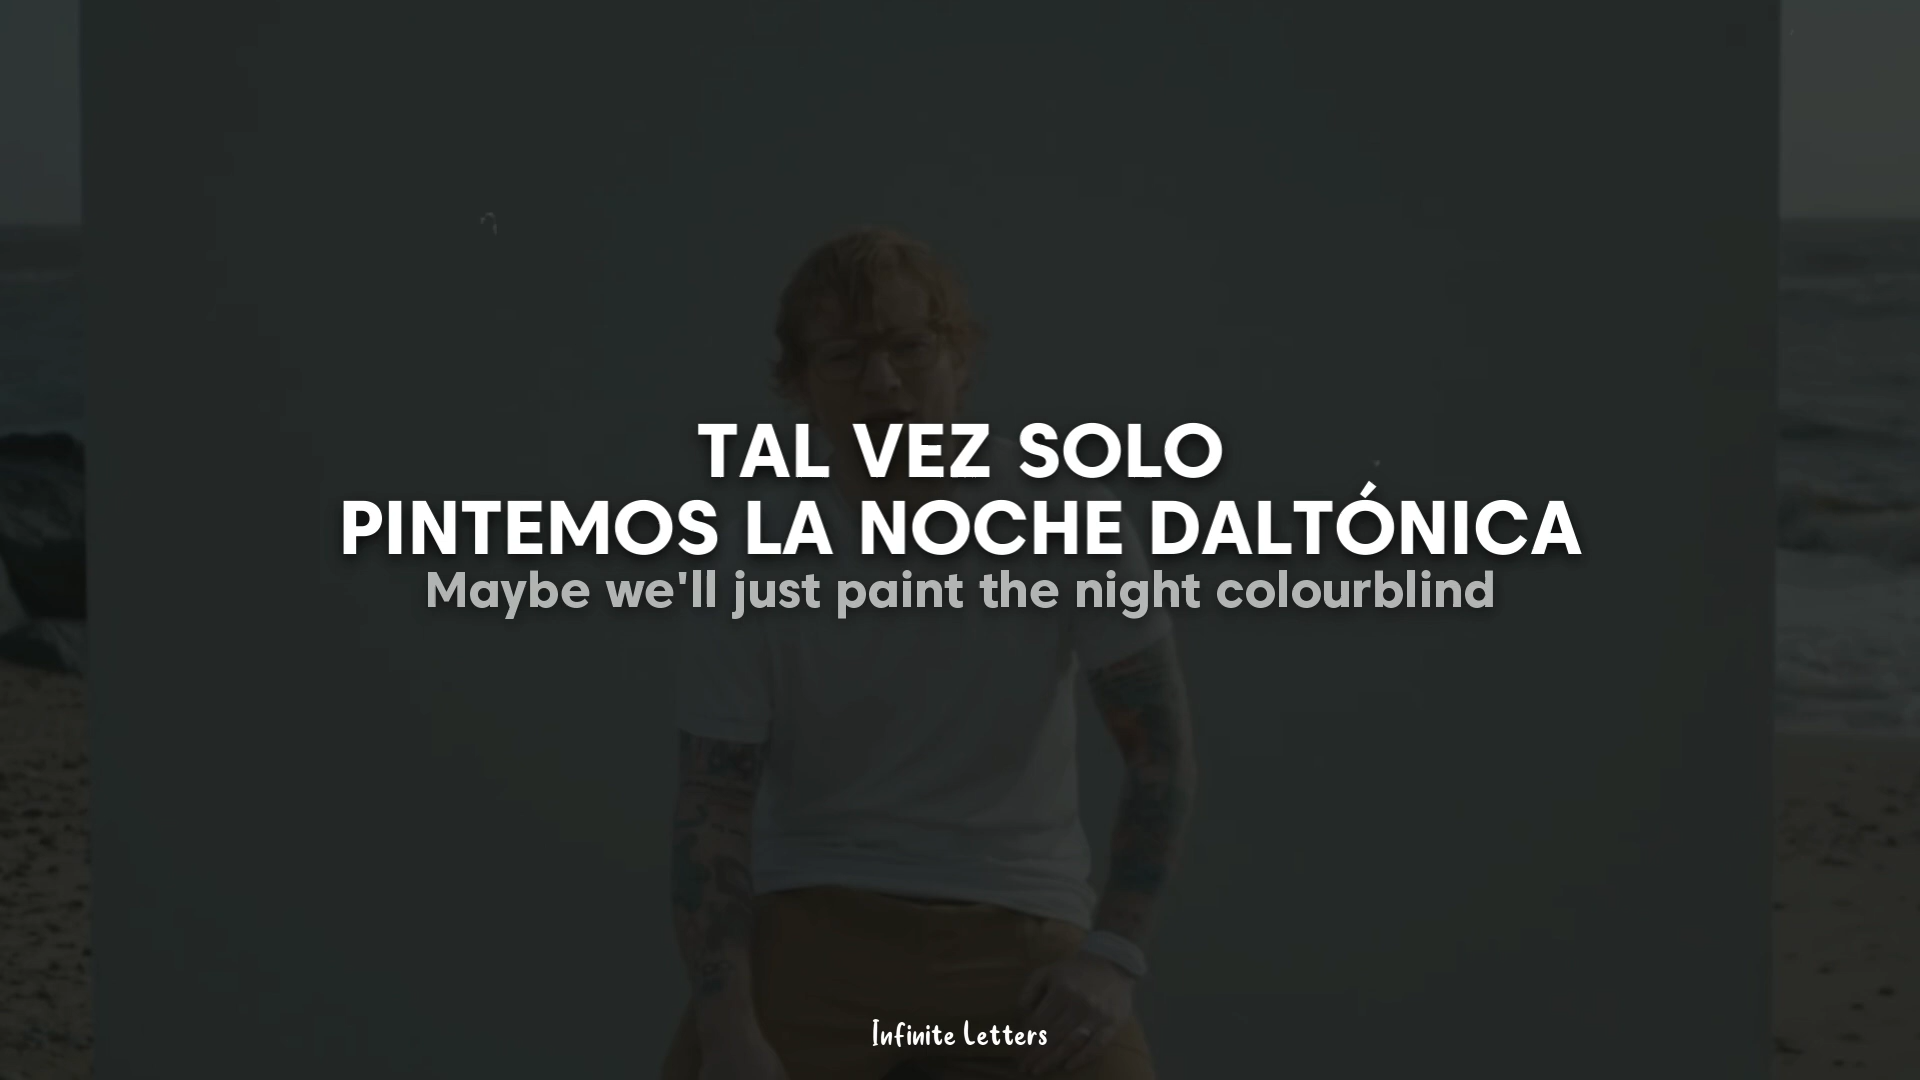 TAL VEZ SOLO
PINTEMOS LA NOCHE DALTÓNICA
Maybe we'll just paint the night colourblind
Infinite Letters